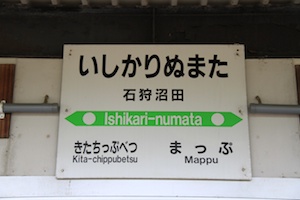 いしかりぬまた
石狩沼田
Ishikari-numata
きたちっぷべつ まっぷ
Kita-chippubetsu Mappu